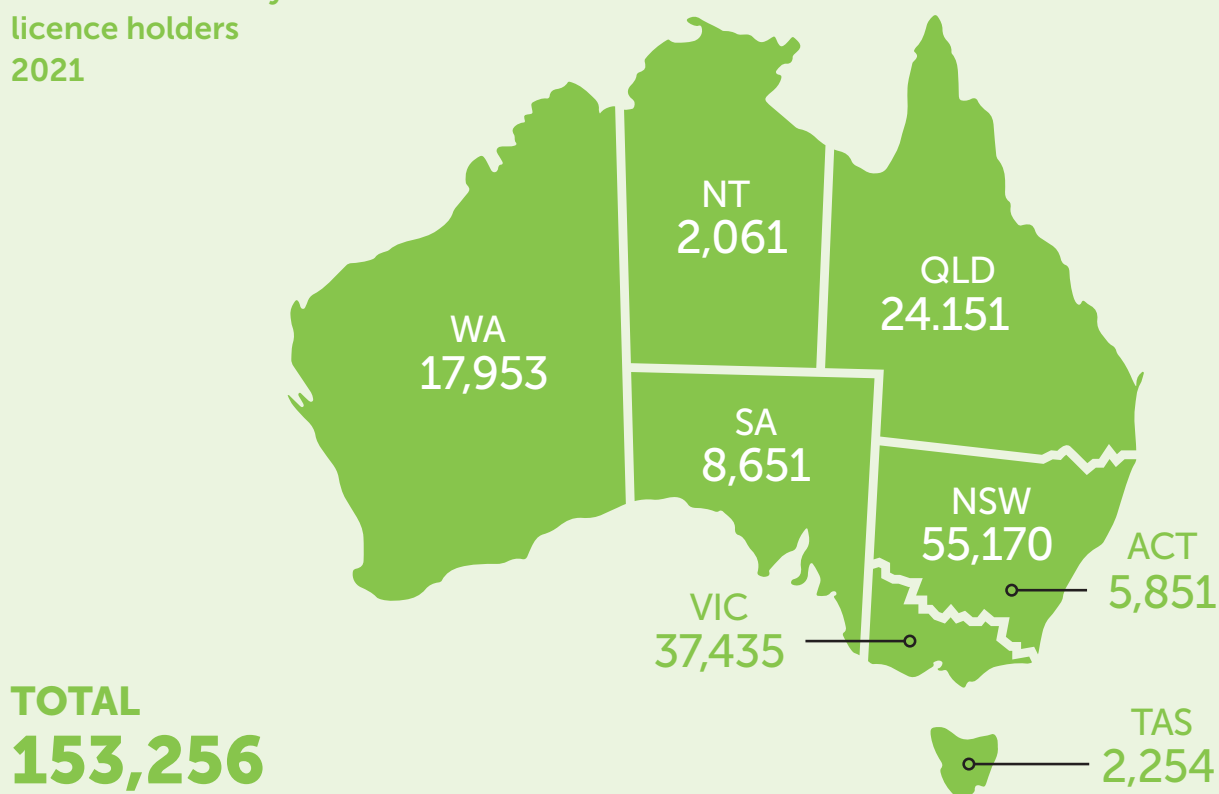 licence holders
2021
NT
2,061
QLD
24.151
WA
17,953
SA
8,651
NSW
55,170
ACT
5,851
VIC
37,435
TOTAL
153,256
TAS
2,254